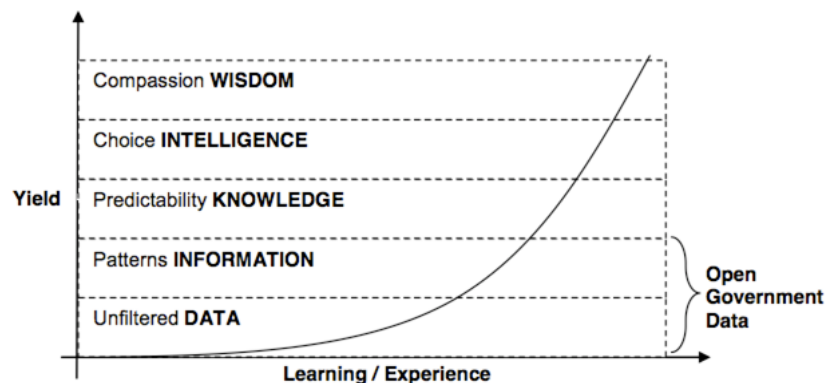 Compassion WISDOM
Choice INTELLIGENCE
Yield
Predictability KNOWLEDGE
Patterns INFORMATION
Open
Government
Data
Unfiltered DATA
Learning / Experience